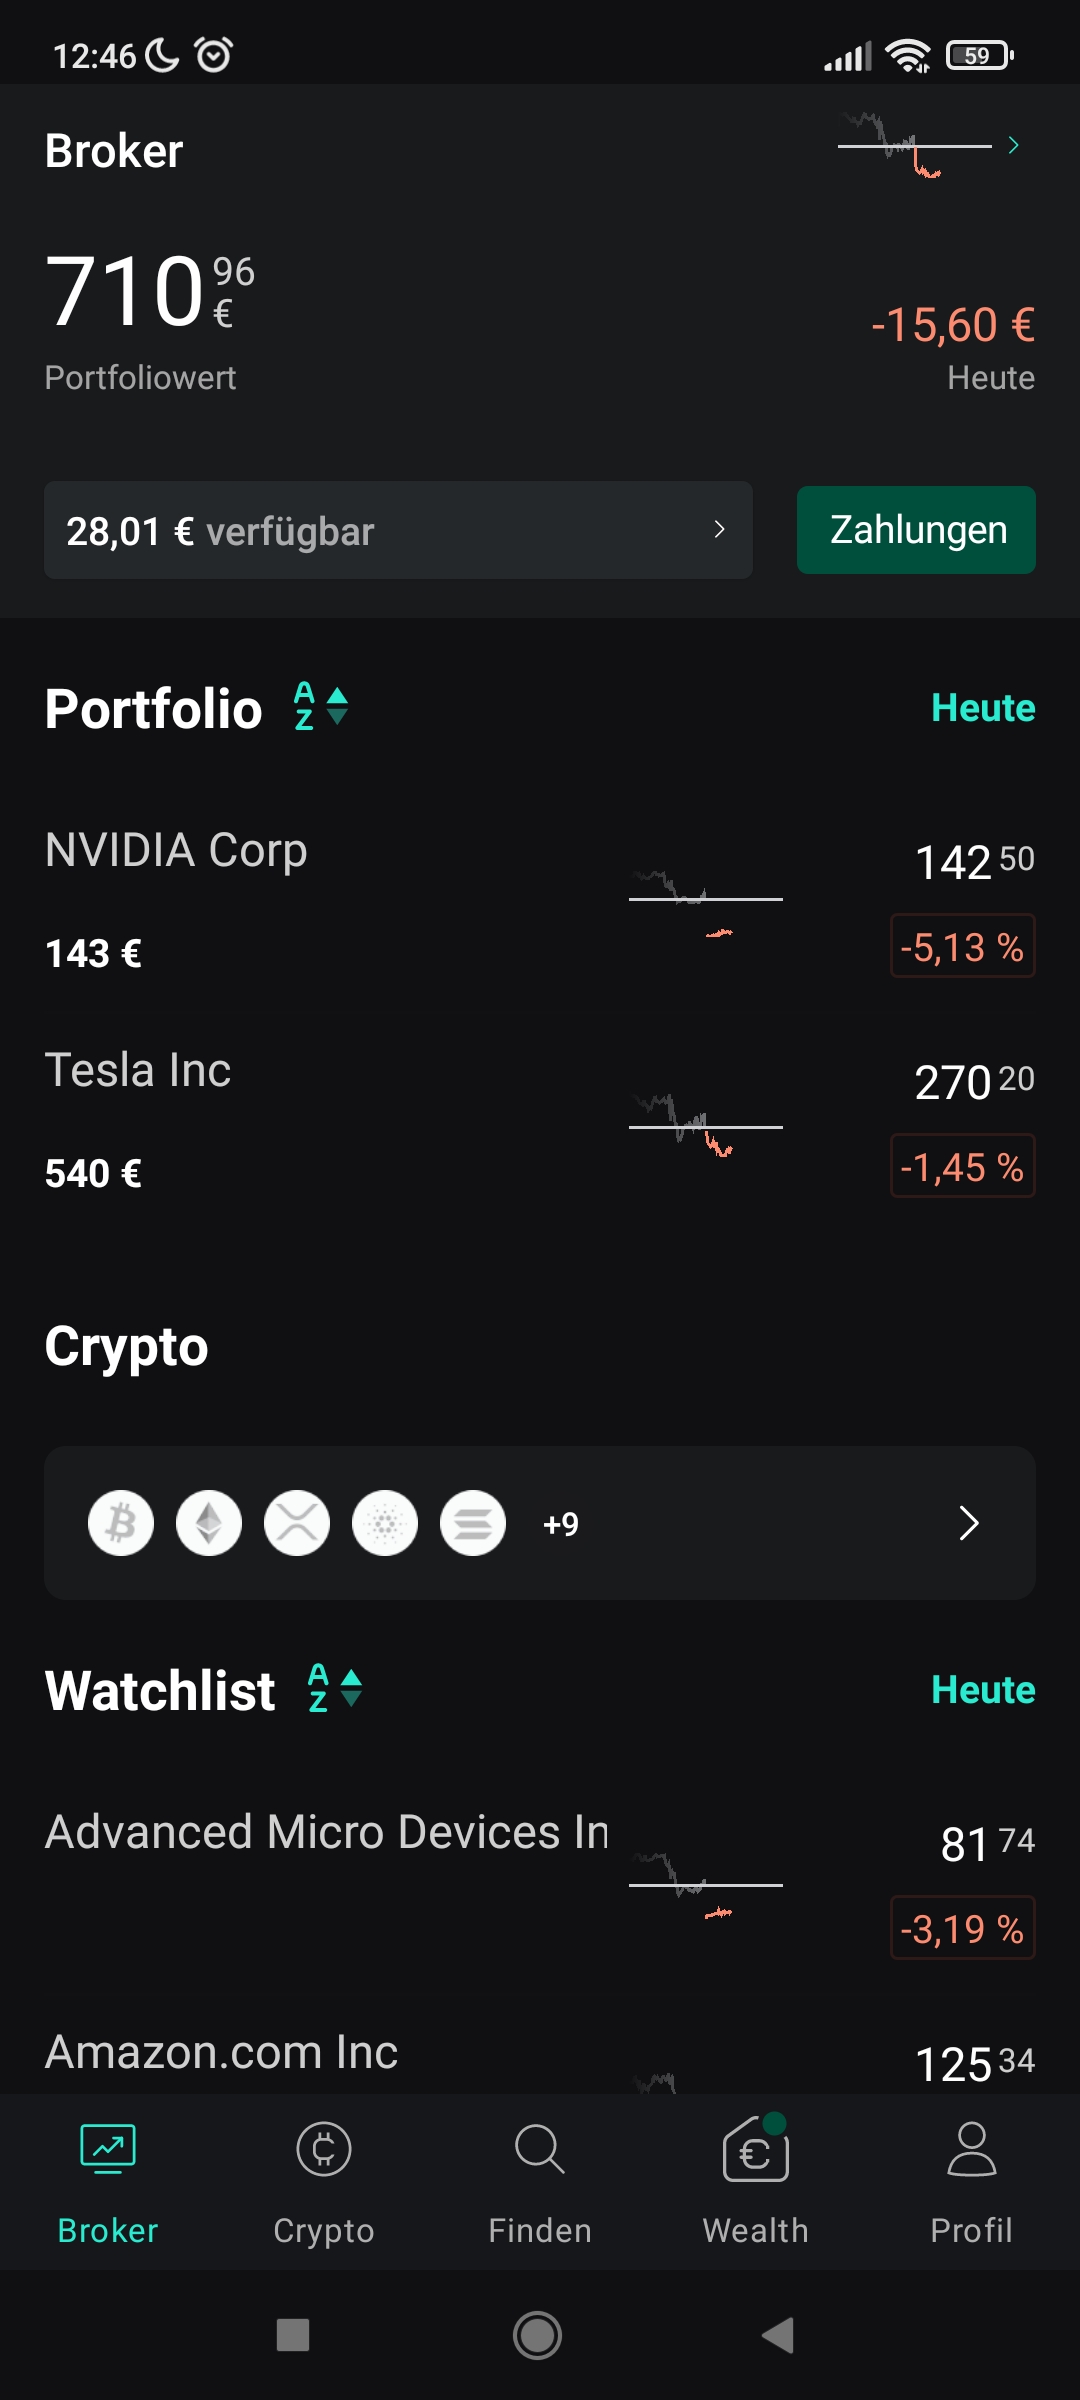 12:46
59
Broker
710 96 €
-15,60 €
Portfoliowert
Heute
28,01 € verfügbar
Zahlungen
Portfolio
A
Z
Heute
NVIDIA Corp
142 50
143 €
-5,13 %
Tesla Inc
270 20
540 €
-1,45 %
Crypto
+9
Watchlist
A
Z
Heute
Advanced Micro Devices In
81 74
-3,19 %
Amazon.com Inc
125 34
Broker
Crypto
Finden
Wealth
Profil